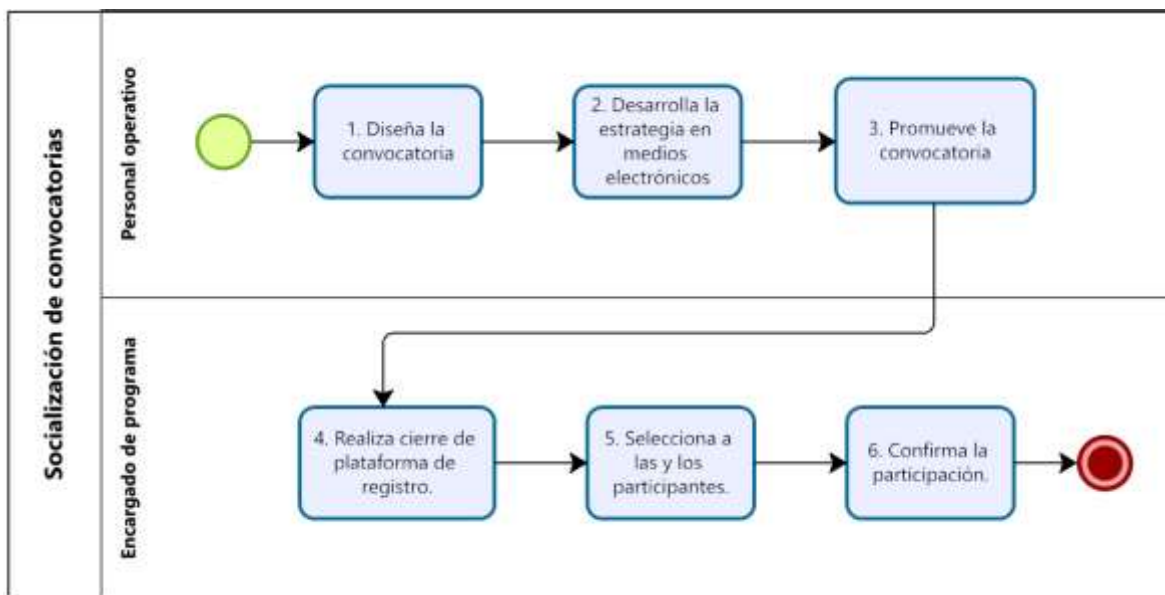 Socialización de convocatorias
Personal operativo
1. Diseña la
convocatoria
2. Desarrolla la
estrategia en
medios
electrónicos
3. Promueve la
convocatoria
Encargado de programa
4. Realiza cierre de
plataforma de
registro.
5. Selecciona a
las y los
participantes.
6. Confirma la
participación.